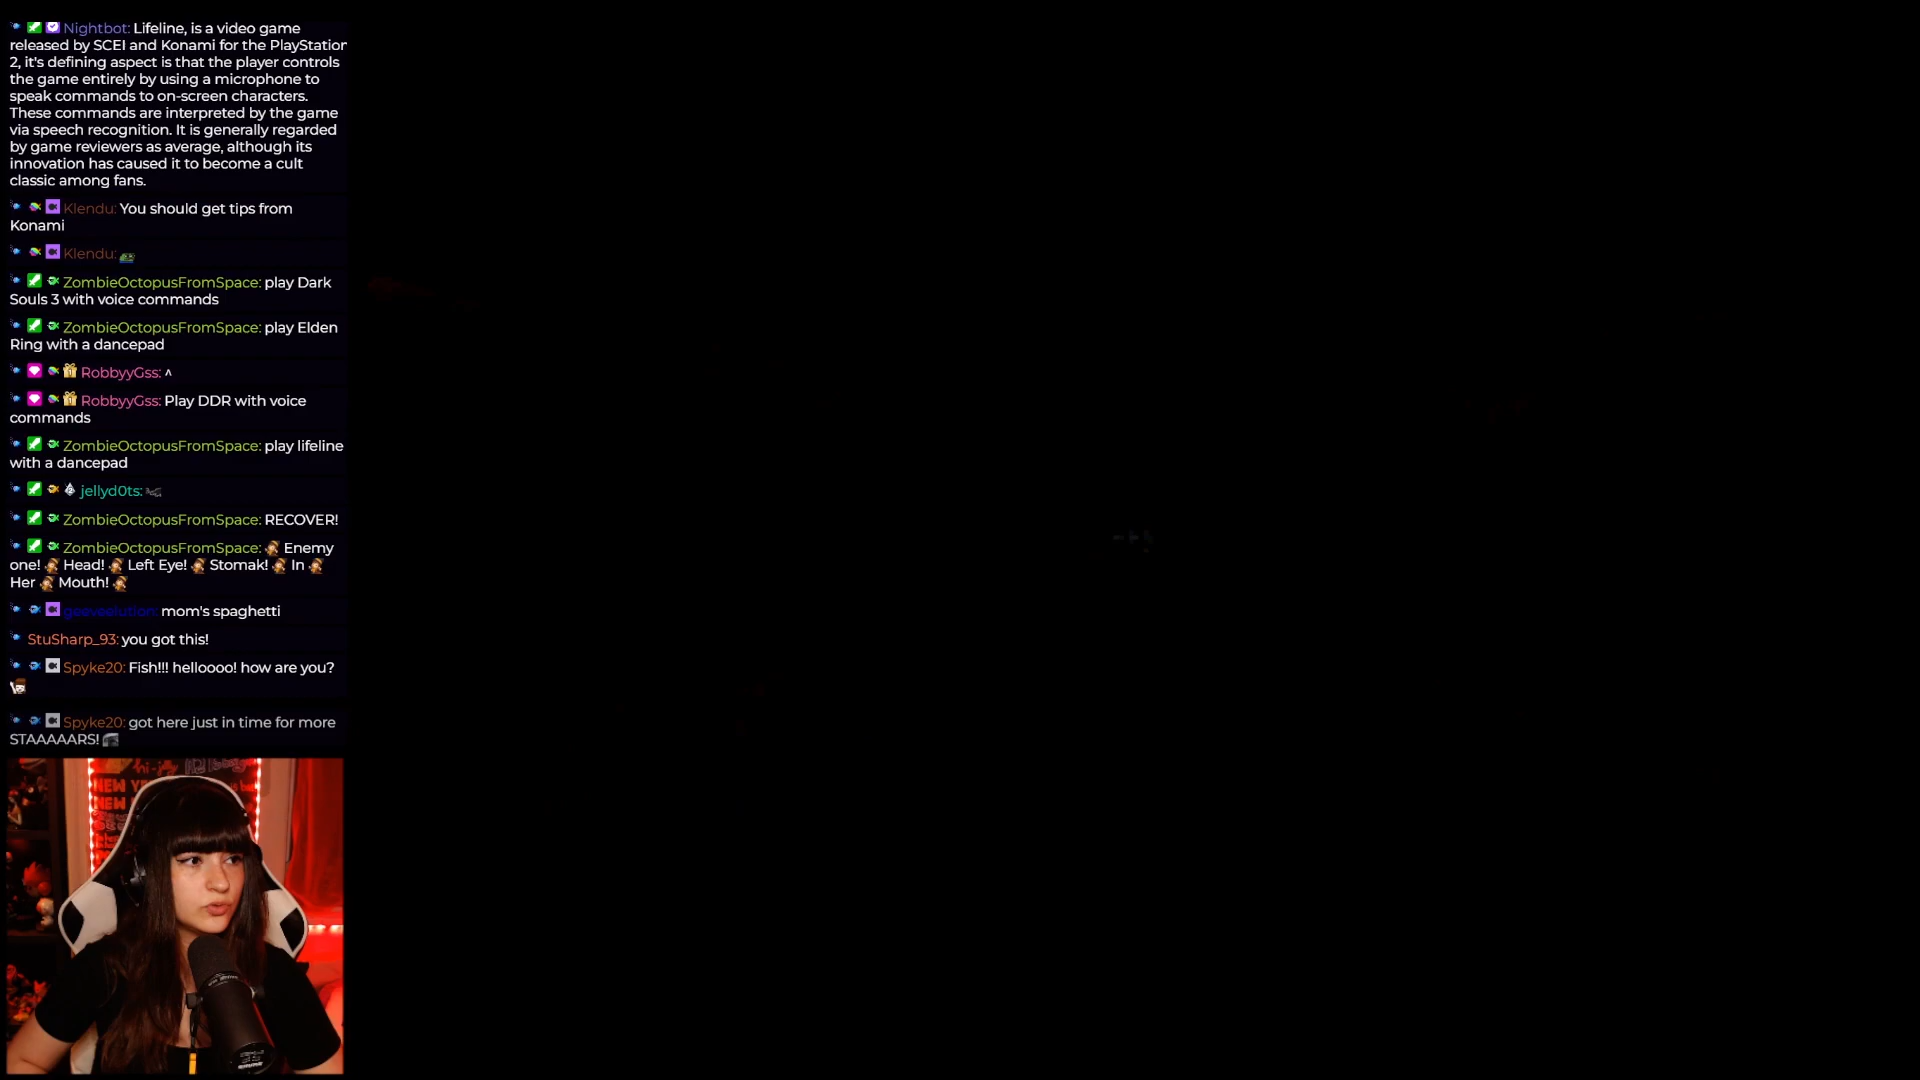 Nightbot: Lifeline, is a video game
released by SCEI and Konami for the PlayStation
2, it's defining aspect is that the player controls
the game entirely by using a microphone to
speak commands to on-screen characters.
These commands are interpreted by the game
via speech recognition. It is generally regarded
by game reviewers as average, although its
innovation has caused it to become a cult
classic among fans.
Klendu: You should get tips from
Konami
Klendu:
ZombieOctopusFromSpace: play Dark
Souls 3 with voice commands
ZombieOctopusFromSpace: play Elden
Ring with a dancepad
RobbyyGss: ^
RobbyyGss: Play DDR with voice
commands
ZombieOctopusFromSpace: play lifeline
with a dancepad
jellyd0ts:
ZombieOctopusFromSpace: RECOVER!
ZombieOctopusFromSpace: Enemy
one! Head! Left Eye! Stomak! In
Her Mouth!
geeveelution: mom's spaghetti
StuSharp_93: you got this!
Spyke20: Fish!!! helloooo! how are you?
Spyke20: got here just in time for more
STAAAAARS!
hi-joy
NEW
NEW